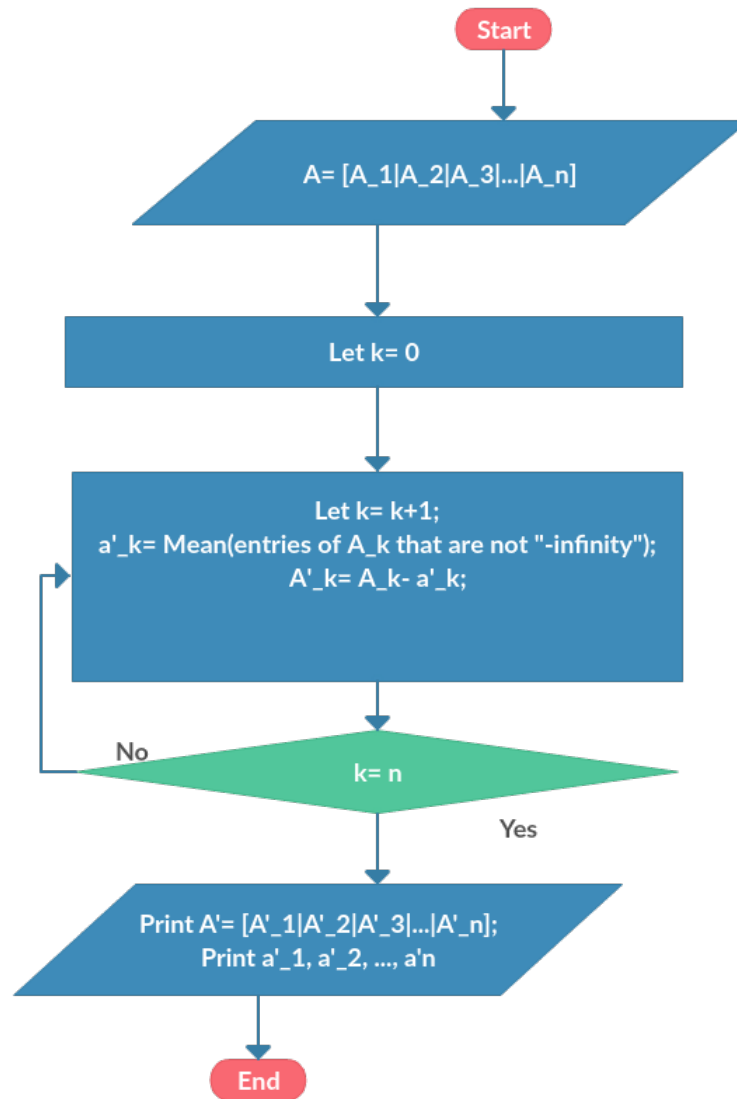 Start
A= [A_1|A_2|A_3|...|A_n]
Let k= 0
Let k= k+1;
a'_k= Mean(entries of A_k that are not "-infinity");
A'_k= A_k- a'_k;
No
k= n
Yes
Print A'= [A'_1|A'_2|A'_3|...|A'_n];
Print a'_1, a'_2, ..., a'n
End